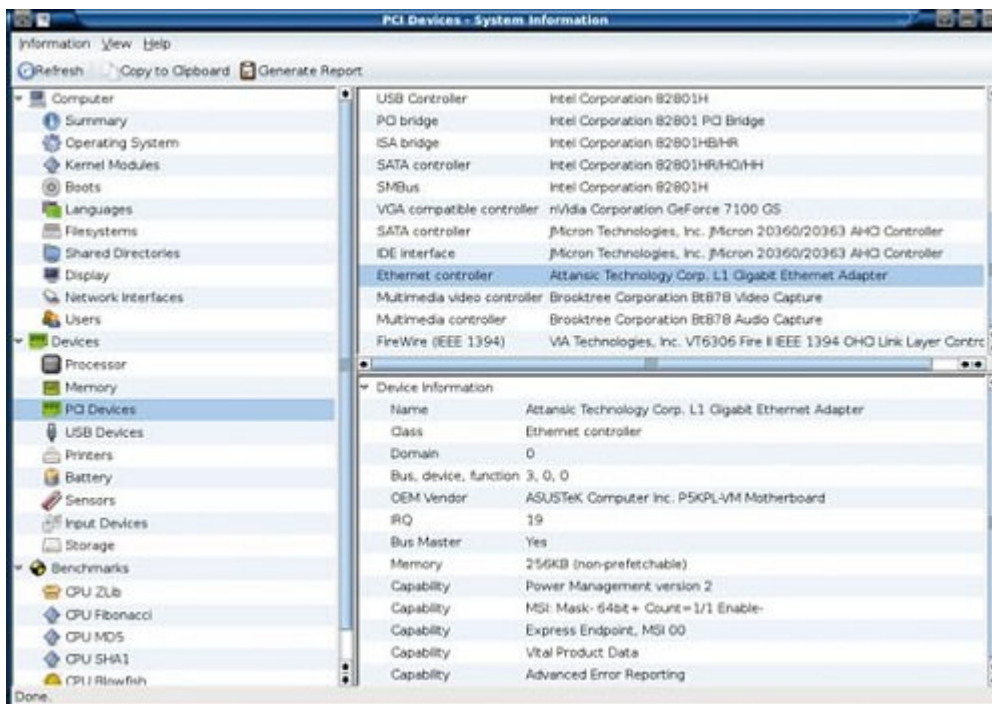 PCI Devices - System Information
Information View Help
Refresh Copy to Clipboard Generate Report
Computer
Summary
Operating System
Kernel Modules
Boots
Languages
Filesystems
Shared Directories
Display
Network Interfaces
Users
Devices
Processor
Memory
PCI Devices
USB Devices
Printers
Battery
Sensors
Input Devices
Storage
Benchmarks
CPU ZLib
CPU Fibonacci
CPU MD5
CPU SHA1
CPU Blowfish
USB Controller Intel Corporation 82801H
PCI bridge Intel Corporation 82801 PCI Bridge
ISA bridge Intel Corporation 82801HB/HR
SATA controller Intel Corporation 82801HR/HO/HH
SMBus Intel Corporation 82801H
VGA compatible controller nVidia Corporation GeForce 7100 GS
SATA controller JMicron Technologies, Inc. JMicron 20360/20363 AHCI Controller
IDE interface JMicron Technologies, Inc. JMicron 20360/20363 AHCI Controller
Ethernet controller Attansic Technology Corp. L1 Gigabit Ethernet Adapter
Multimedia video controller Brooktree Corporation Bt878 Video Capture
Multimedia controller Brooktree Corporation Bt878 Audio Capture
FireWire (IEEE 1394) VIA Technologies, Inc. VT6306 Fire II IEEE 1394 OHCI Link Layer Contro
Device Information
Name Attansic Technology Corp. L1 Gigabit Ethernet Adapter
Class Ethernet controller
Domain 0
Bus, device, function 3, 0, 0
OEM Vendor ASUSTeK Computer Inc. P5KPL-VM Motherboard
IRQ 19
Bus Master Yes
Memory 256KB (non-prefetchable)
Capability Power Management version 2
Capability MSI: Mask- 64bit+ Count=1/1 Enable-
Capability Express Endpoint, MSI 00
Capability Vital Product Data
Capability Advanced Error Reporting
Done.